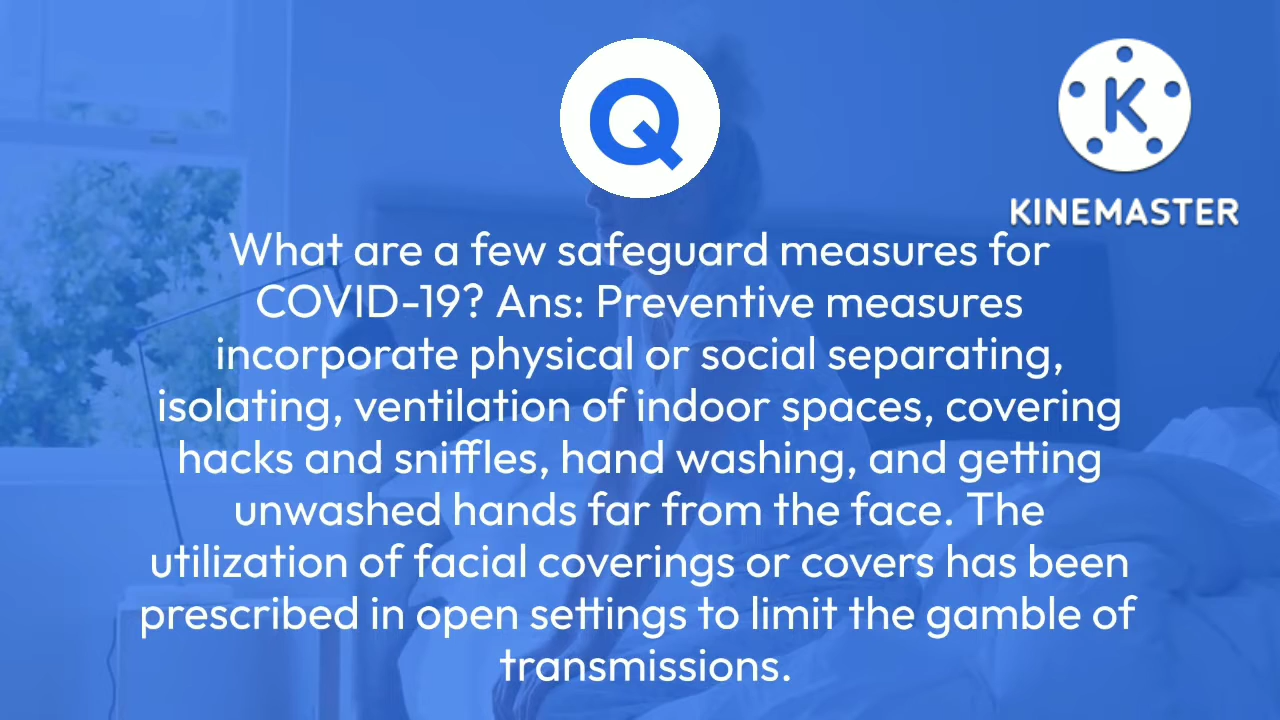 Q
K
KINEMASTER
What are a few safeguard measures for
COVID-19? Ans: Preventive measures
incorporate physical or social separating,
isolating, ventilation of indoor spaces, covering
hacks and sniffles, hand washing, and getting
unwashed hands far from the face. The
utilization of facial coverings or covers has been
prescribed in open settings to limit the gamble of
transmissions.